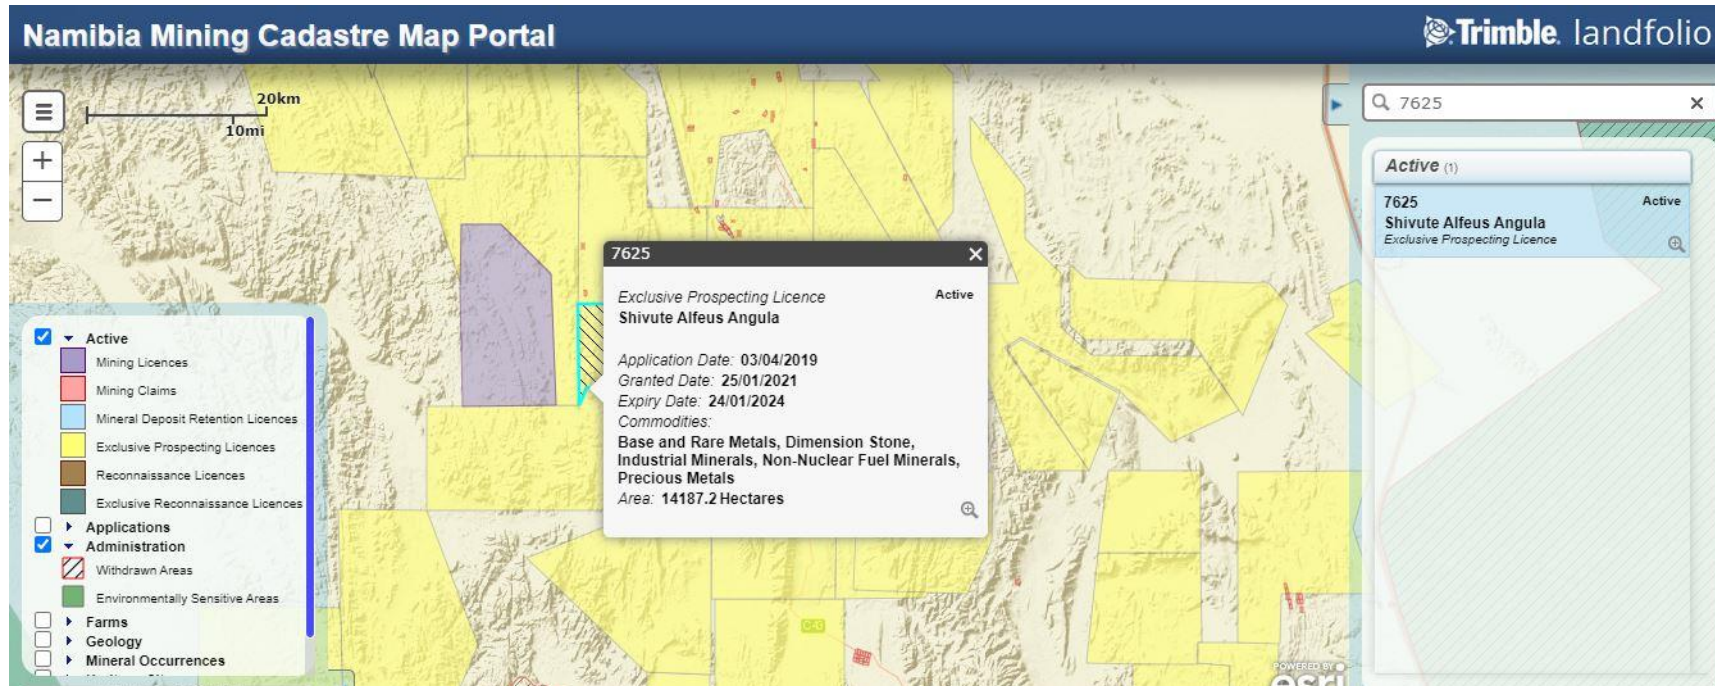 Namibia Mining Cadastre Map Portal
Trimble. landfolio
20km
10mi
7625
Active (1)
7625 Active
Shivute Alfeus Angula
Exclusive Prospecting Licence
7625
Exclusive Prospecting Licence Active
Shivute Alfeus Angula
Application Date: 03/04/2019
Granted Date: 25/01/2021
Expiry Date: 24/01/2024
Commodities:
Base and Rare Metals, Dimension Stone,
Industrial Minerals, Non-Nuclear Fuel Minerals,
Precious Metals
Area: 14187.2 Hectares
Active
Mining Licences
Mining Claims
Mineral Deposit Retention Licences
Exclusive Prospecting Licences
Reconnaissance Licences
Exclusive Reconnaissance Licences
Applications
Administration
Withdrawn Areas
Environmentally Sensitive Areas
Farms
Geology
Mineral Occurrences
POWERED BY
esri